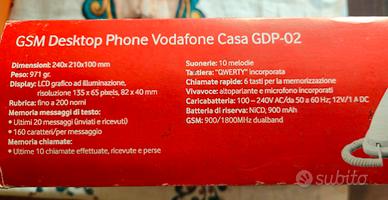 GSM Desktop Phone Vodafone Casa GDP-02
Dimensioni: 240x 210x100 mm
Peso: 971 gr.
Display: LCD grafico ad illuminazione,
risoluzione 135 x 65 pixels, 82 x 40 mm
Rubrica: fino a 200 nomi
Memoria messaggi di testo:
• Ultimi 20 messaggi (inviati e ricevuti)
• 160 caratteri/per messaggio
Memoria chiamate:
• Ultime 10 chiamate effettuate, ricevute e perse
Suonerie: 10 melodie
Tastiera: "QWERTY" incorporata
Chiamate rapide: 6 tasti per la memorizzazione
Vivavoce: altoparlante e microfono incorporati
Caricabatteria: 100 – 240V AC/da 50 a 60 Hz; 12V/1A DC
Batteria di riserva: NiCD, 900 mAh
GSM: 900/1800MHz dualband
subito